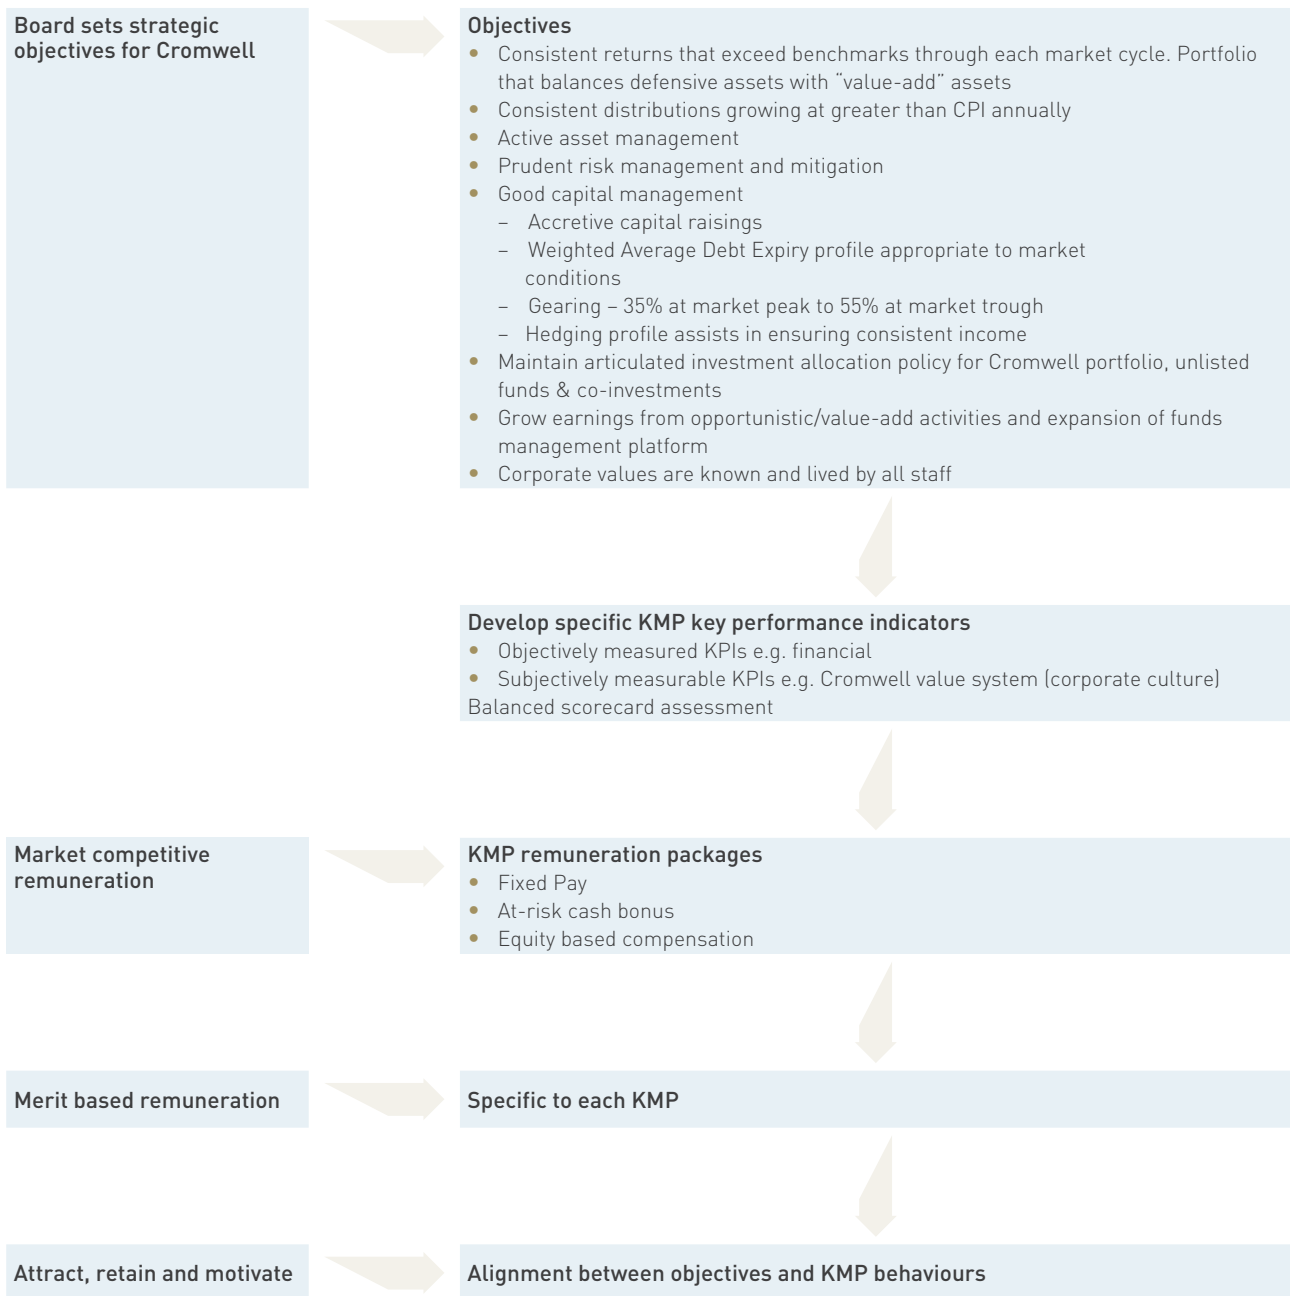 Board sets strategic
objectives for Cromwell
Objectives
• Consistent returns that exceed benchmarks through each market cycle. Portfolio
that balances defensive assets with “value-add” assets
• Consistent distributions growing at greater than CPI annually
• Active asset management
• Prudent risk management and mitigation
• Good capital management
– Accretive capital raisings
– Weighted Average Debt Expiry profile appropriate to market
conditions
– Gearing – 35% at market peak to 55% at market trough
– Hedging profile assists in ensuring consistent income
• Maintain articulated investment allocation policy for Cromwell portfolio, unlisted
funds & co-investments
• Grow earnings from opportunistic/value-add activities and expansion of funds
management platform
• Corporate values are known and lived by all staff
Develop specific KMP key performance indicators
• Objectively measured KPIs e.g. financial
• Subjectively measurable KPIs e.g. Cromwell value system (corporate culture)
Balanced scorecard assessment
Market competitive
remuneration
KMP remuneration packages
• Fixed Pay
• At-risk cash bonus
• Equity based compensation
Merit based remuneration
Specific to each KMP
Attract, retain and motivate
Alignment between objectives and KMP behaviours